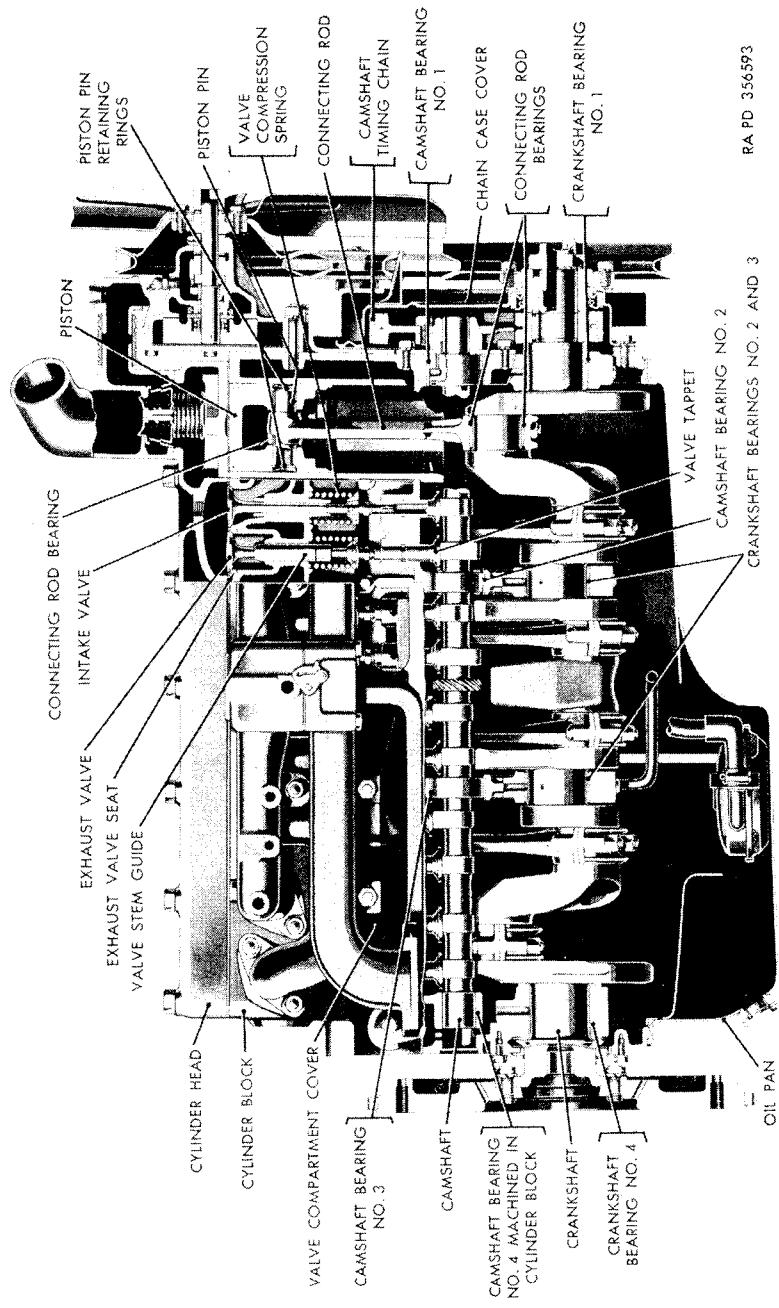 CONNECTING ROD BEARING
INTAKE VALVE
EXHAUST VALVE
EXHAUST VALVE SEAT
VALVE STEM GUIDE
CYLINDER HEAD
CYLINDER BLOCK
VALVE COMPARTMENT COVER
CAMSHAFT BEARING
NO. 3
CAMSHAFT
CAMSHAFT BEARING
NO. 4 MACHINED IN
CYLINDER BLOCK
CRANKSHAFT
CRANKSHAFT
BEARING NO. 4
OIL PAN
PISTON
PISTON PIN
RETAINING
RINGS
PISTON PIN
VALVE
COMPRESSION
SPRING
CONNECTING ROD
CAMSHAFT
TIMING CHAIN
CAMSHAFT BEARING
NO. 1
CHAIN CASE COVER
CONNECTING ROD
BEARINGS
CRANKSHAFT BEARING
NO. 1
VALVE TAPPET
CAMSHAFT BEARING NO. 2
CRANKSHAFT BEARINGS NO. 2 AND 3
RA PD 356593